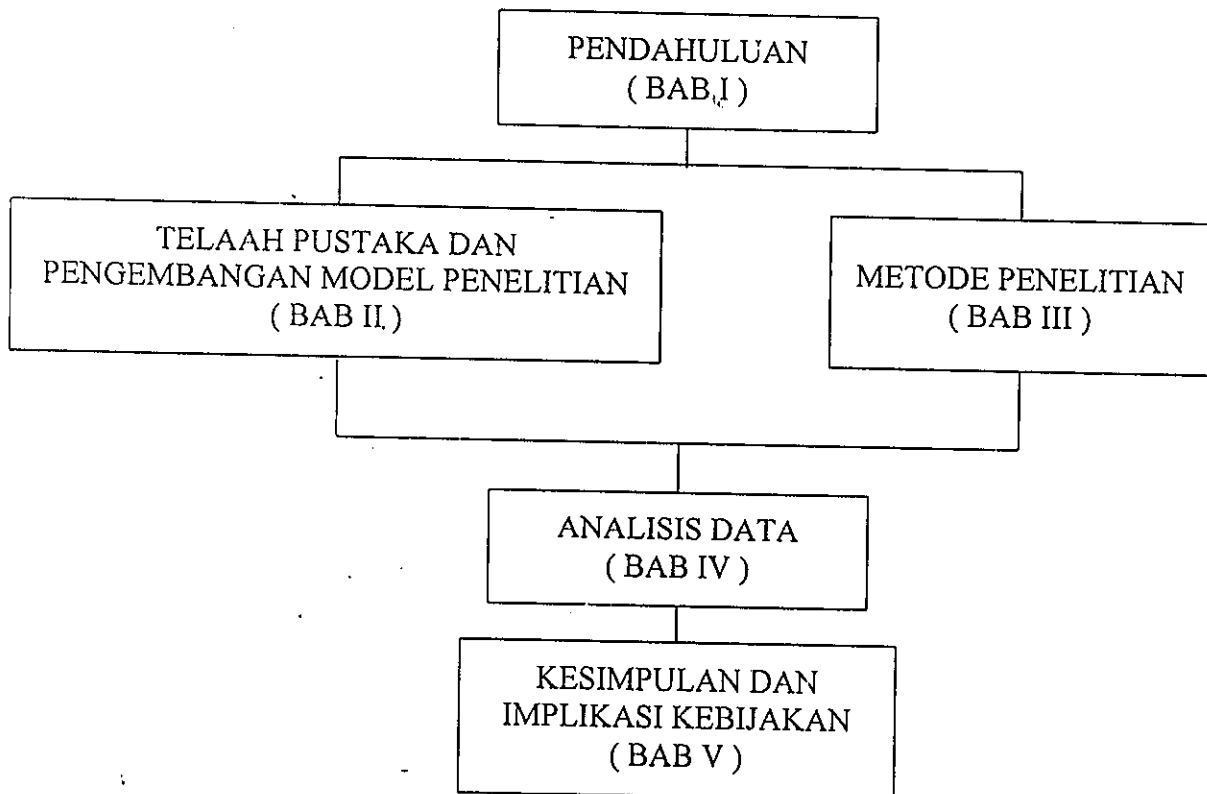 PENDAHULUAN
( BAB I )
TELAAH PUSTAKA DAN
PENGEMBANGAN MODEL PENELITIAN
( BAB II )
METODE PENELITIAN
( BAB III )
ANALISIS DATA
( BAB IV )
KESIMPULAN DAN
IMPLIKASI KEBIJAKAN
( BAB V )